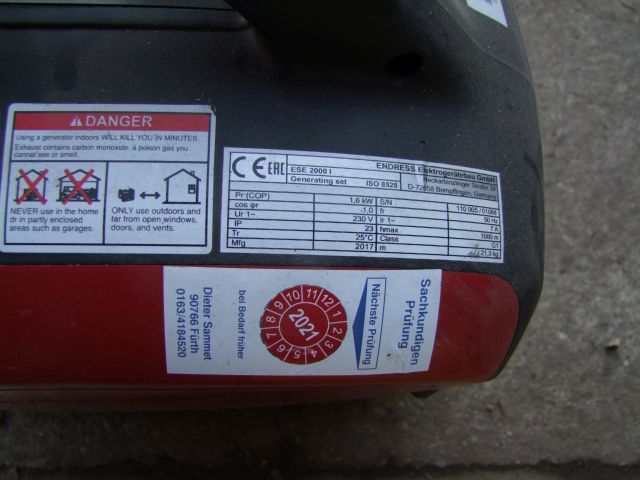 DANGER
Using a generator indoors WILL KILL YOU IN MINUTES.
Exhaust contains carbon monoxide. A poison gas you
cannot see or smell.
NEVER use in the home
dr in partly enclosed
areas such as garages.
ONLY use outdoors and
far from open,windows,
doors, and vents.
CE EAC
ESE 2000 I
Generating set
ISO 8528
ENDRESS Elektrogerätebau GmbH
Neckartenzlinger Straße 39
D-72658 Bempflingen, Germany
Pr (COP) 1,6 kW S/N 110 005 / 01088
cos φr 1,0 fr 50 Hz
Ur 1~ 230 V Ir 1~ 7 A
IP 23 hmax 1000 m
Tr 25°C Class G1
Mfg 2017 m 21,3 kg
Sachkundigen
Prüfung
Nächste Prüfung
1 2 3 4 5 6 7 8 9 10 11 12
2021
bei Bedarf früher
Dieter Sammet
90766 Fürth
0163/4184520